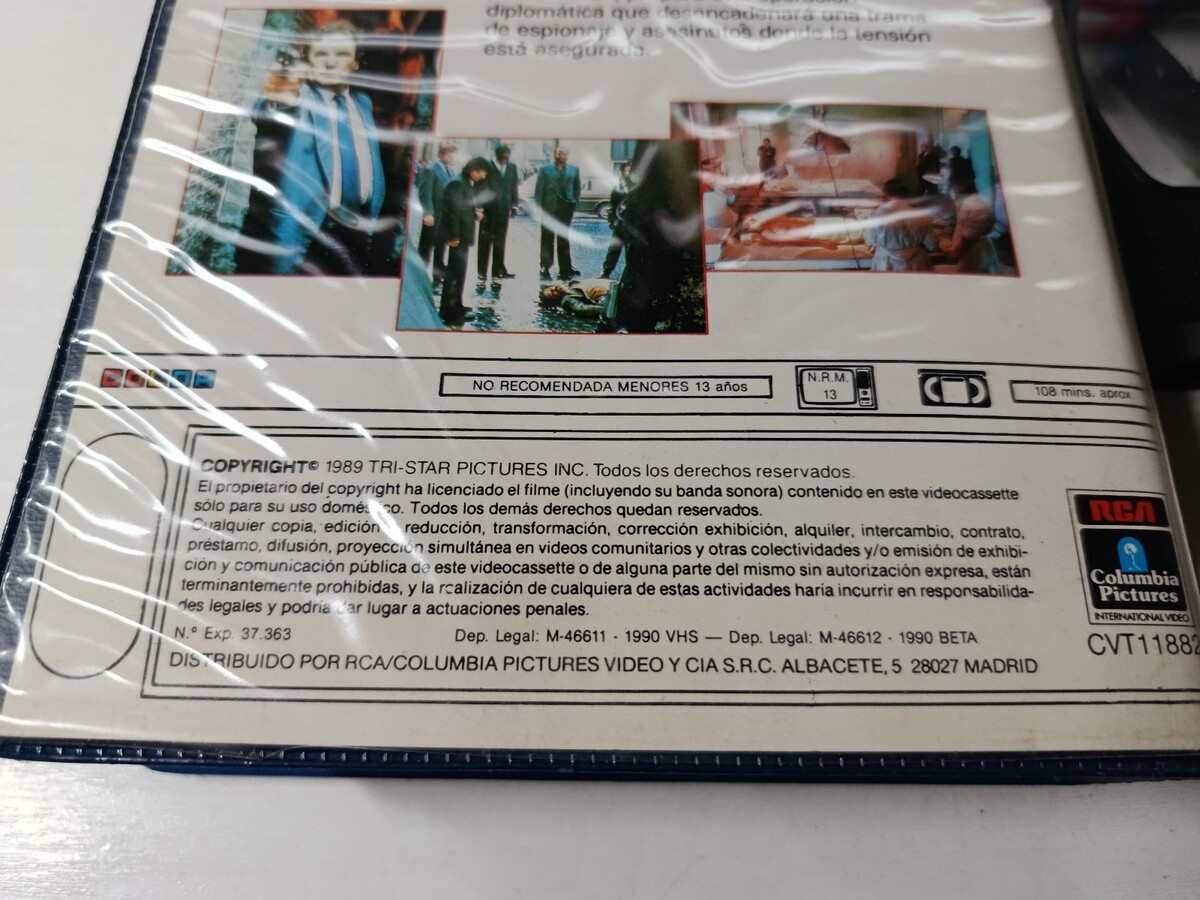 diplomática que desencadenará una trama
de espionaje y asesinatos donde la tensión
está asegurada.
COLOR
NO RECOMENDADA MENORES 13 años
N.R.M.
13
108 mins. aprox.
COPYRIGHT© 1989 TRI-STAR PICTURES INC. Todos los derechos reservados.
El propietario del copyright ha licenciado el filme (incluyendo su banda sonora) contenido en este videocassette
sólo para su uso doméstico. Todos los demás derechos quedan reservados.
Cualquier copia, edición, reducción, transformación, corrección exhibición, alquiler, intercambio, contrato,
préstamo, difusión, proyección simultánea en videos comunitarios y otras colectividades y/o emisión de exhibi-
ción y comunicación pública de este videocassette o de alguna parte del mismo sin autorización expresa, están
terminantemente prohibidas, y la realización de cualquiera de estas actividades haría incurrir en responsabilida-
des legales y podría dar lugar a actuaciones penales.
N.º Exp. 37.363 Dep. Legal: M-46611 - 1990 VHS — Dep. Legal: M-46612 - 1990 BETA
DISTRIBUIDO POR RCA/COLUMBIA PICTURES VIDEO Y CIA S.R.C. ALBACETE, 5 28027 MADRID
RCA
Columbia
Pictures
INTERNATIONAL VIDEO
CVT11882